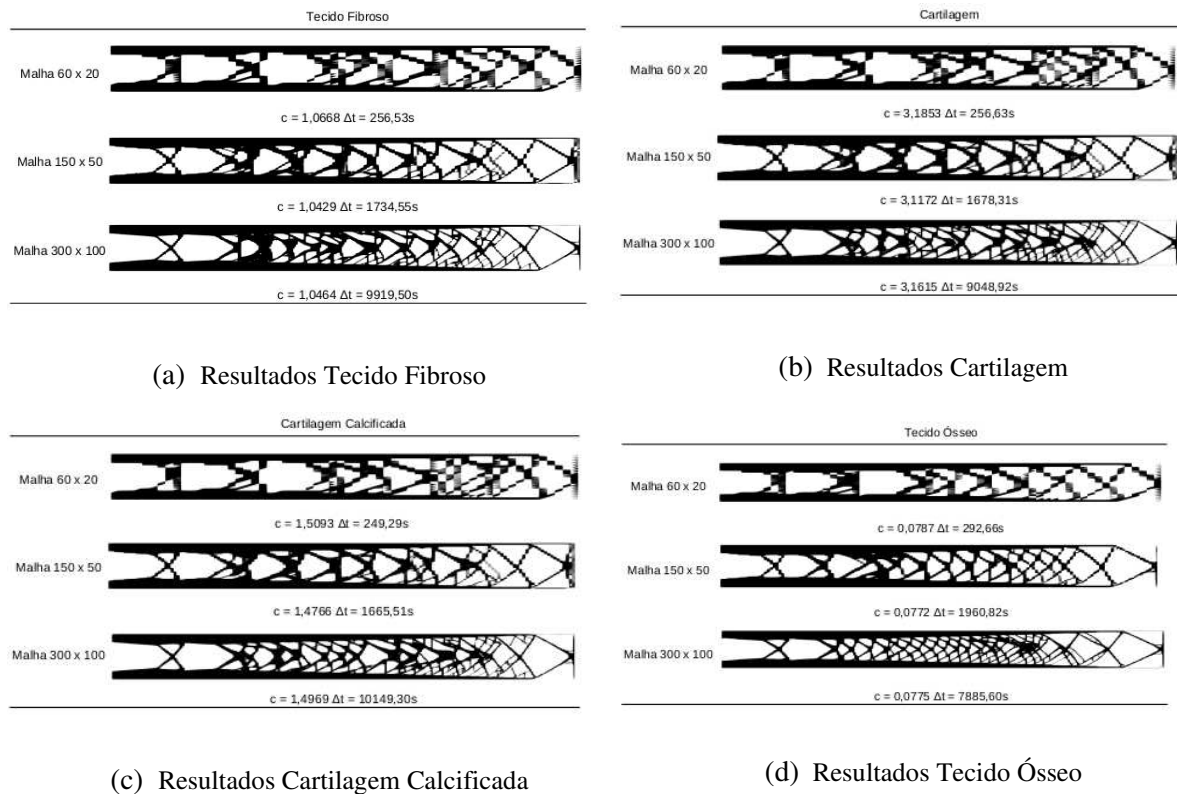 Tecido Fibroso
Malha 60 x 20
c = 1,0668 Δt = 256,53s
Malha 150 x 50
c = 1,0429 Δt = 1734,55s
Malha 300 x 100
c = 1,0464 Δt = 9919,50s
(a) Resultados Tecido Fibroso
Cartilagem
Malha 60 x 20
c = 3,1853 Δt = 256,63s
Malha 150 x 50
c = 3,1172 Δt = 1678,31s
Malha 300 x 100
c = 3,1615 Δt = 9048,92s
(b) Resultados Cartilagem
Cartilagem Calcificada
Malha 60 x 20
c = 1,5093 Δt = 249,29s
Malha 150 x 50
c = 1,4766 Δt = 1665,51s
Malha 300 x 100
c = 1,4969 Δt = 10149,30s
(c) Resultados Cartilagem Calcificada
Tecido Ósseo
Malha 60 x 20
c = 0,0787 Δt = 292,66s
Malha 150 x 50
c = 0,0772 Δt = 1960,82s
Malha 300 x 100
c = 0,0775 Δt = 7885,60s
(d) Resultados Tecido Ósseo